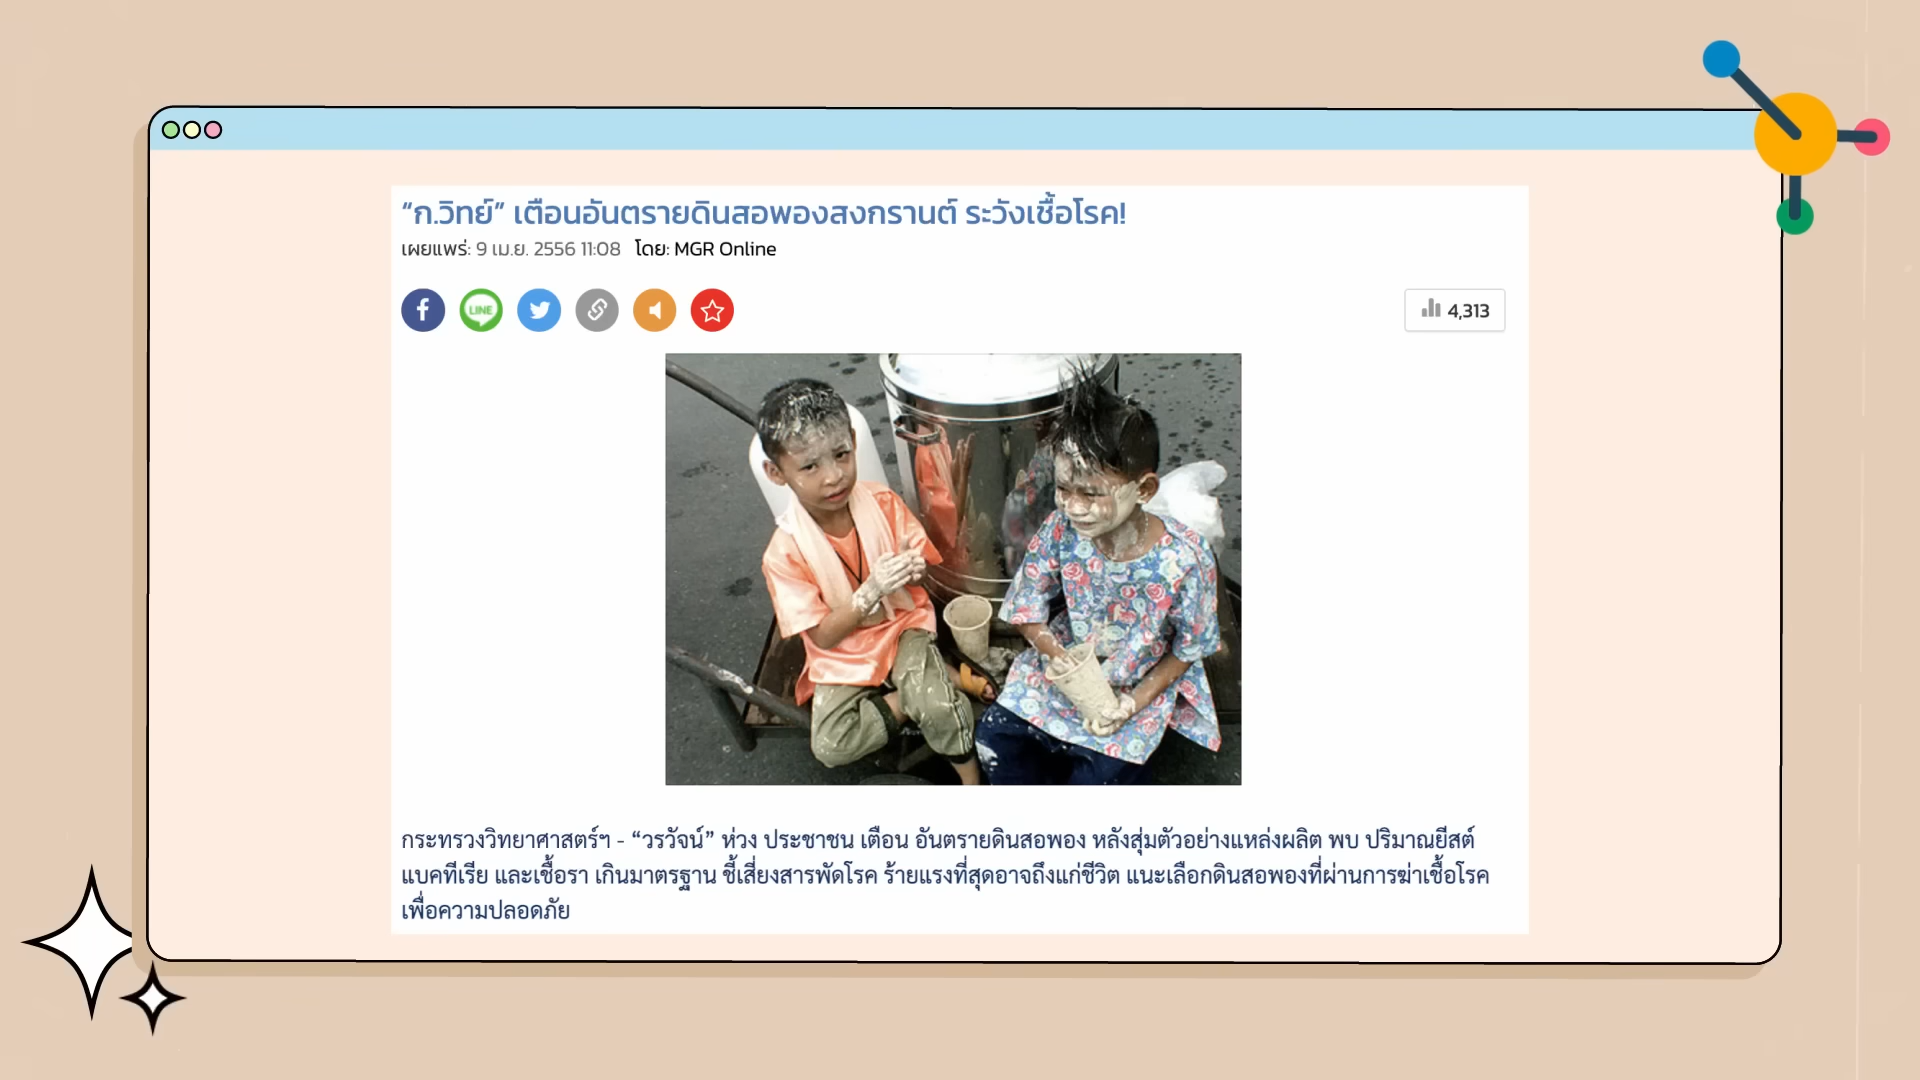 “ก.วิทย์” เตือนอันตรายดินสอพองสงกรานต์ ระวังเชื้อโรค!
เผยแพร่: 9 เม.ย. 2556 11:08 โดย: MGR Online
LINE
4,313
กระทรวงวิทยาศาสตร์ฯ - “วรวัจน์” ห่วง ประชาชน เตือน อันตรายดินสอพอง หลังสุ่มตัวอย่างแหล่งผลิต พบ ปริมาณยีสต์
แบคทีเรีย และเชื้อรา เกินมาตรฐาน ชี้เสี่ยงสารพัดโรค ร้ายแรงที่สุดอาจถึงแก่ชีวิต แนะเลือกดินสอพองที่ผ่านการฆ่าเชื้อโรค
เพื่อความปลอดภัย